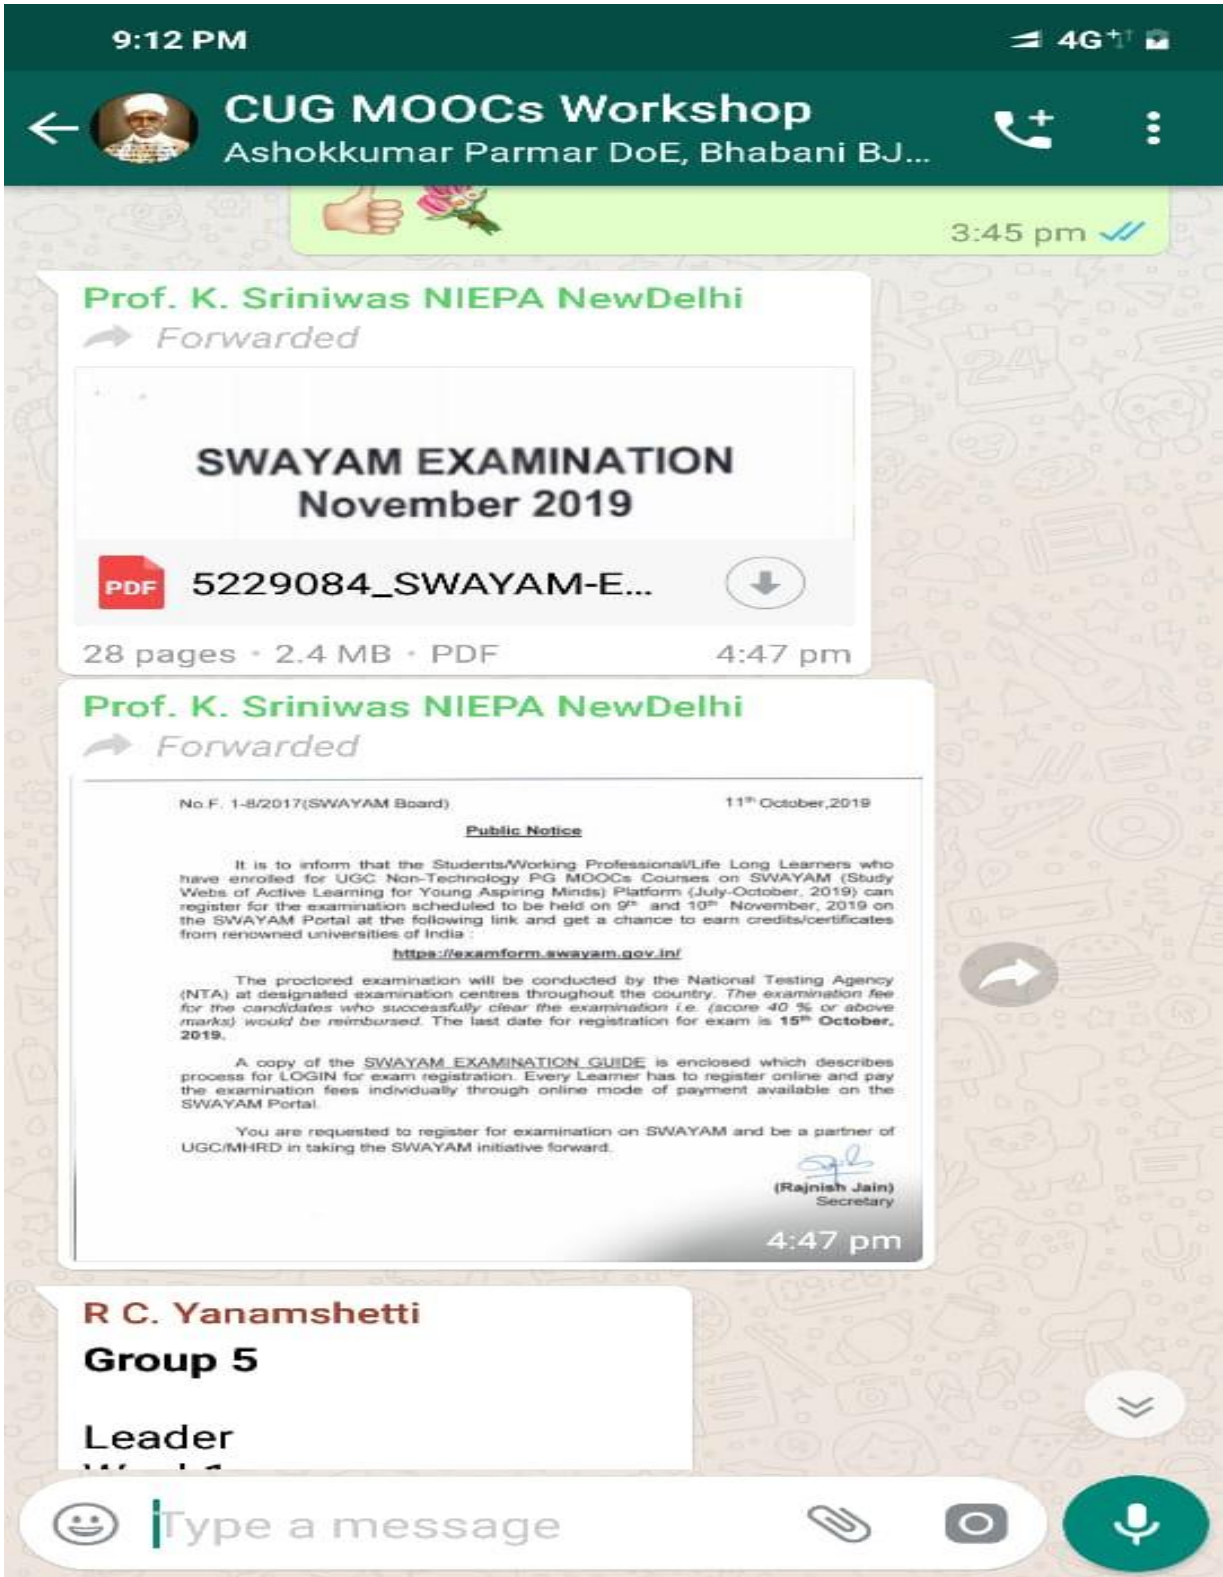 9:12 PM
4G+
CUG MOOCs Workshop
Ashokkumar Parmar DoE, Bhabani BJ...
3:45 pm
Prof. K. Sriniwas NIEPA NewDelhi
Forwarded
SWAYAM EXAMINATION
November 2019
PDF
5229084_SWAYAM-E...
28 pages • 2.4 MB • PDF
4:47 pm
Prof. K. Sriniwas NIEPA NewDelhi
Forwarded
No.F. 1-8/2017(SWAYAM Board)
11th October,2019
Public Notice
It is to inform that the Students/Working Professional/Life Long Learners who
have enrolled for UGC Non-Technology PG MOOCs Courses on SWAYAM (Study
Webs of Active Learning for Young Aspiring Minds) Platform (July-October, 2019) can
register for the examination scheduled to be held on 9th and 10th November, 2019 on
the SWAYAM Portal at the following link and get a chance to earn credits/certificates
from renowned universities of India :
https://examform.swayam.gov.in/
The proctored examination will be conducted by the National Testing Agency
(NTA) at designated examination centres throughout the country. The examination fee
for the candidates who successfully clear the examination i.e. (score 40 % or above
marks) would be reimbursed. The last date for registration for exam is 15th October,
2019.
A copy of the SWAYAM EXAMINATION GUIDE is enclosed which describes
process for LOGIN for exam registration. Every Learner has to register online and pay
the examination fees individually through online mode of payment available on the
SWAYAM Portal.
You are requested to register for examination on SWAYAM and be a partner of
UGC/MHRD in taking the SWAYAM initiative forward.
(Rajnish Jain)
Secretary
4:47 pm
R C. Yanamshetti
Group 5
Leader
Type a message